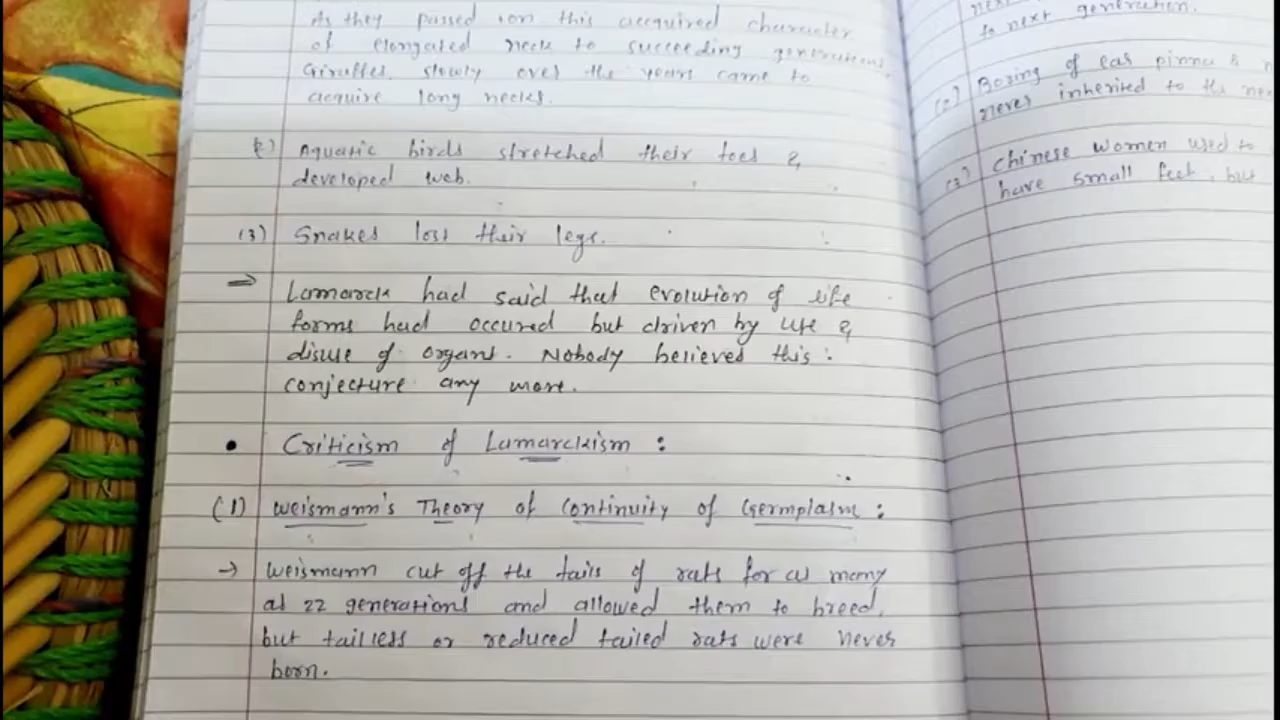 As they passed on this accquired character
of elongated neck to succeeding generations.
Giraffes, slowly over the years came to
acquire long necks.
Aquatic birds stretched their toes &
developed web.
(3) Snakes lost their legs.
⇒ Lamarck had said that evolution of life
forms had occured but driven by use &
disuse of organs. Nobody believed this
conjecture any more.
• Criticism of Lamarckism :
(1) Weismann's Theory of Continuity of Germplasm :
→ Weismann cut off the tails of rats for as many
as 22 generations and allowed them to breed,
but tailless or reduced tailed rats were never
born.
to next generation.
(2) Boring of ear pinna &
never inherited to the
(3) Chinese women used to
have small feet, but